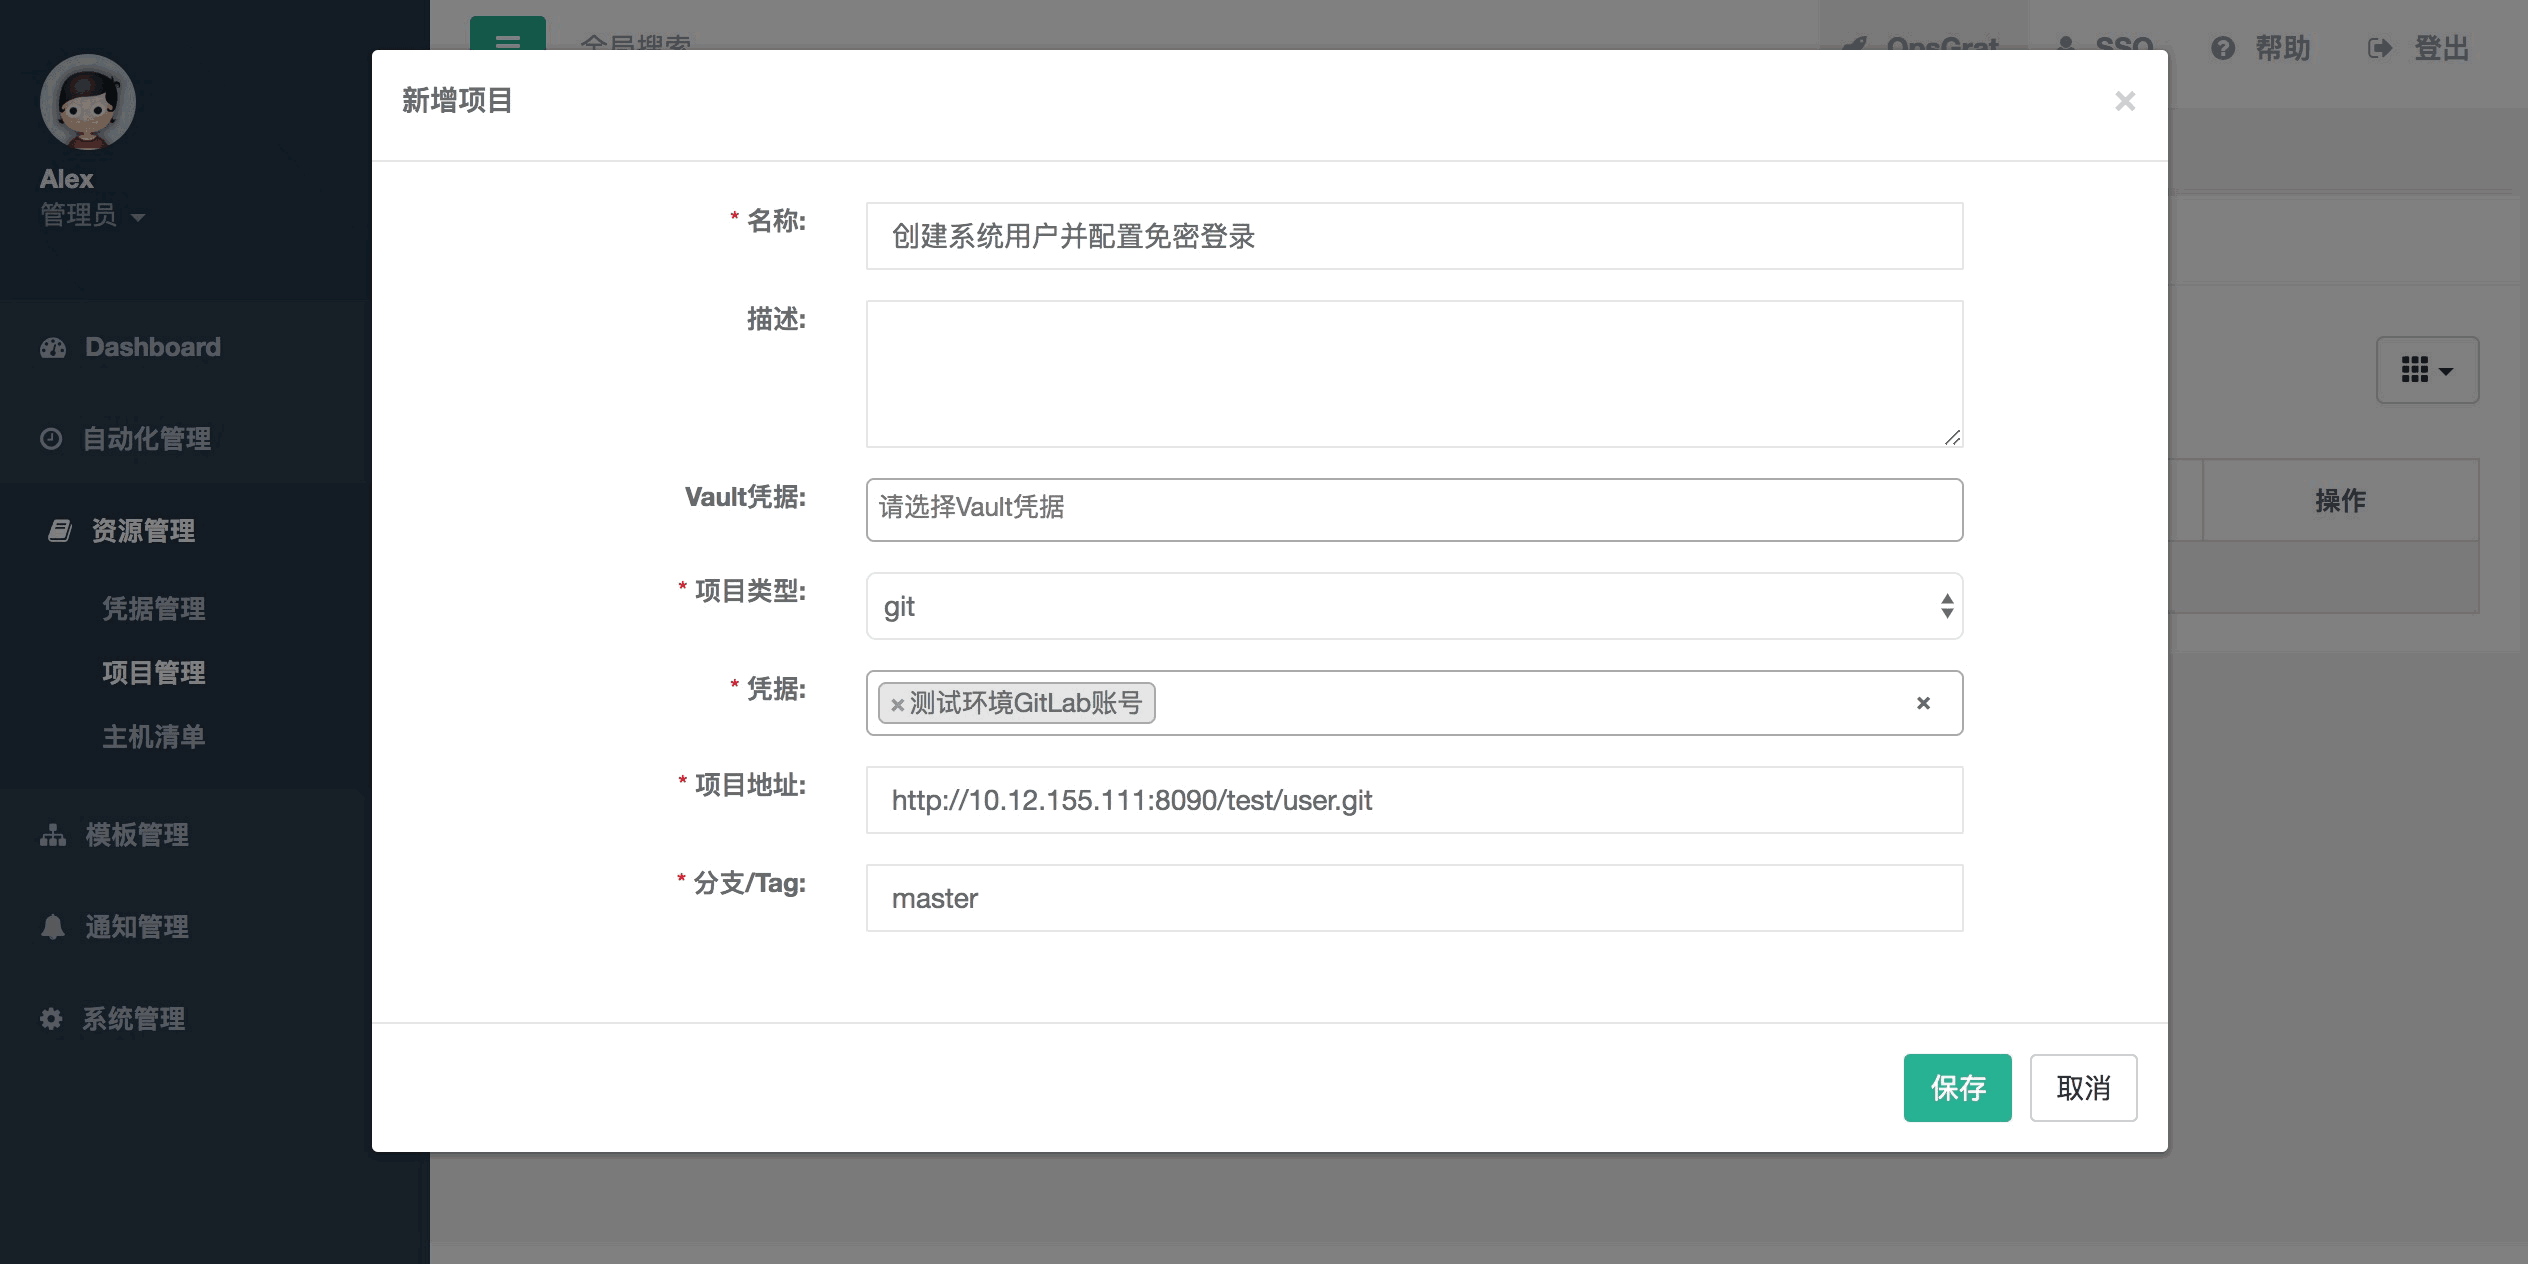 全局搜索
OpsGrat
SSO
帮助
登出
Alex
管理员
Dashboard
自动化管理
资源管理
凭据管理
项目管理
主机清单
模板管理
通知管理
系统管理
操作
新增项目
×
* 名称:
创建系统用户并配置免密登录
描述:
Vault凭据:
请选择Vault凭据
* 项目类型:
git
* 凭据:
×测试环境GitLab账号 ×
* 项目地址:
http://10.12.155.111:8090/test/user.git
* 分支/Tag:
master
保存
取消